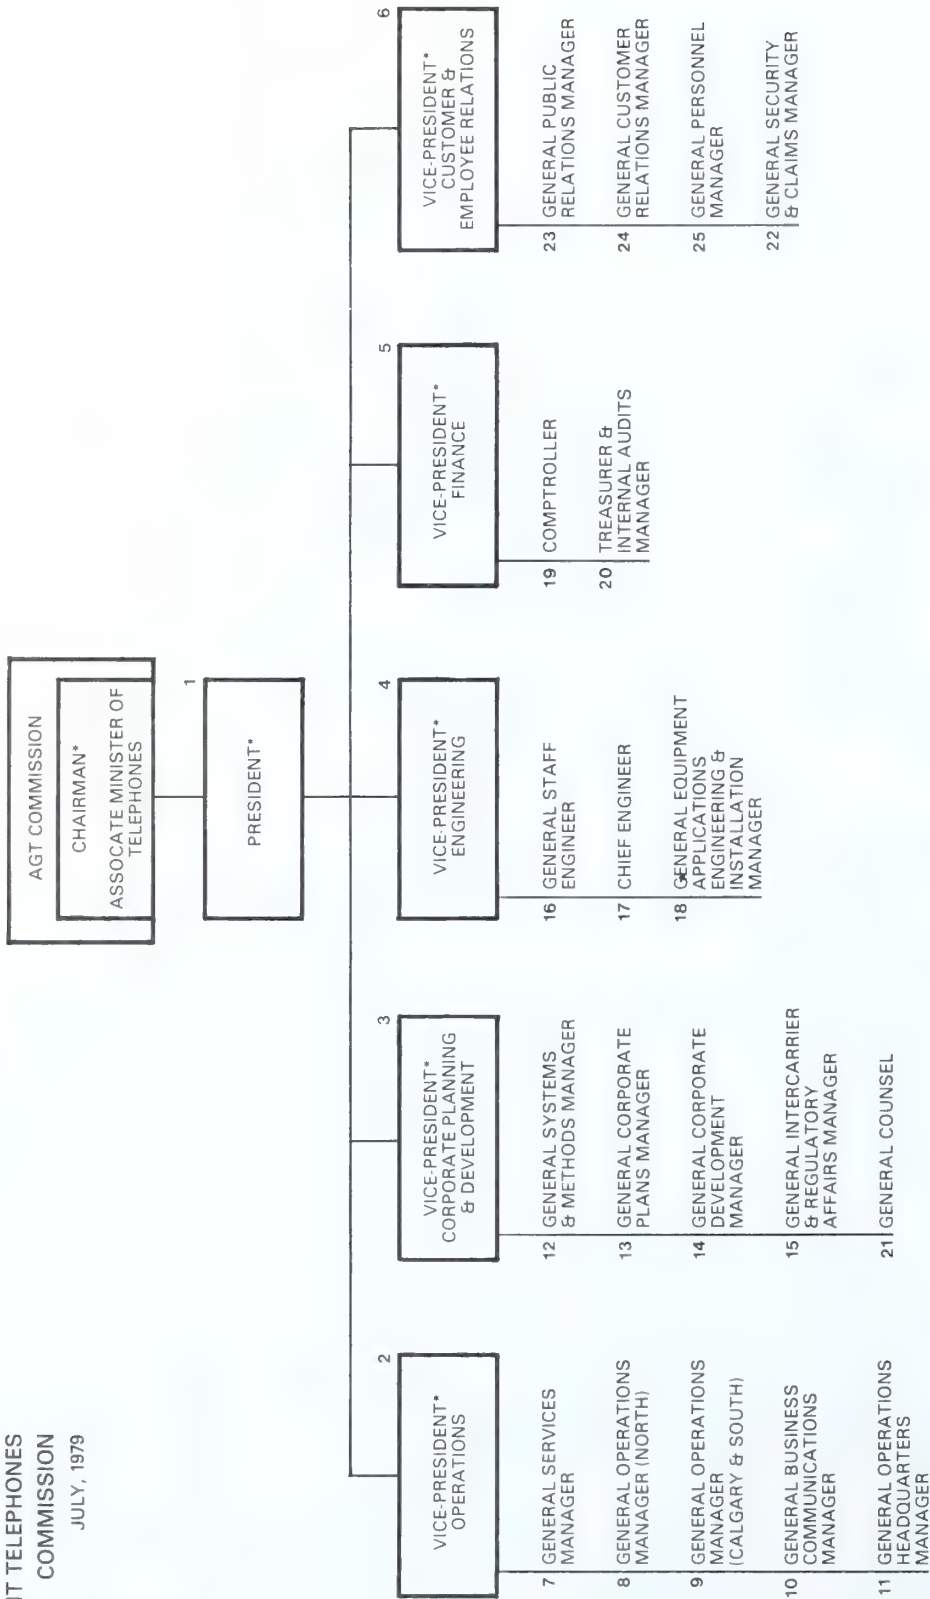 TELEPHONES
COMMISSION
JULY, 1979
AGT COMMISSION
CHAIRMAN*
ASSOCATE MINISTER OF
TELEPHONES
1
PRESIDENT*
2
VICE-PRESIDENT*
OPERATIONS
7 GENERAL SERVICES
MANAGER
8 GENERAL OPERATIONS
MANAGER (NORTH)
9 GENERAL OPERATIONS
MANAGER
(CALGARY & SOUTH)
10 GENERAL BUSINESS
COMMUNICATIONS
MANAGER
11 GENERAL OPERATIONS
HEADQUARTERS
MANAGER
3
VICE-PRESIDENT*
CORPORATE PLANNING
& DEVELOPMENT
12 GENERAL SYSTEMS
& METHODS MANAGER
13 GENERAL CORPORATE
PLANS MANAGER
14 GENERAL CORPORATE
DEVELOPMENT
MANAGER
15 GENERAL INTERCARRIER
& REGULATORY
AFFAIRS MANAGER
21 GENERAL COUNSEL
4
VICE-PRESIDENT*
ENGINEERING
16 GENERAL STAFF
ENGINEER
17 CHIEF ENGINEER
18 GENERAL EQUIPMENT
APPLICATIONS
ENGINEERING &
INSTALLATION
MANAGER
5
VICE-PRESIDENT*
FINANCE
19 COMPTROLLER
20 TREASURER &
INTERNAL AUDITS
MANAGER
6
VICE-PRESIDENT*
CUSTOMER &
EMPLOYEE RELATIONS
23 GENERAL PUBLIC
RELATIONS MANAGER
24 GENERAL CUSTOMER
RELATIONS MANAGER
25 GENERAL PERSONNEL
MANAGER
22 GENERAL SECURITY
& CLAIMS MANAGER